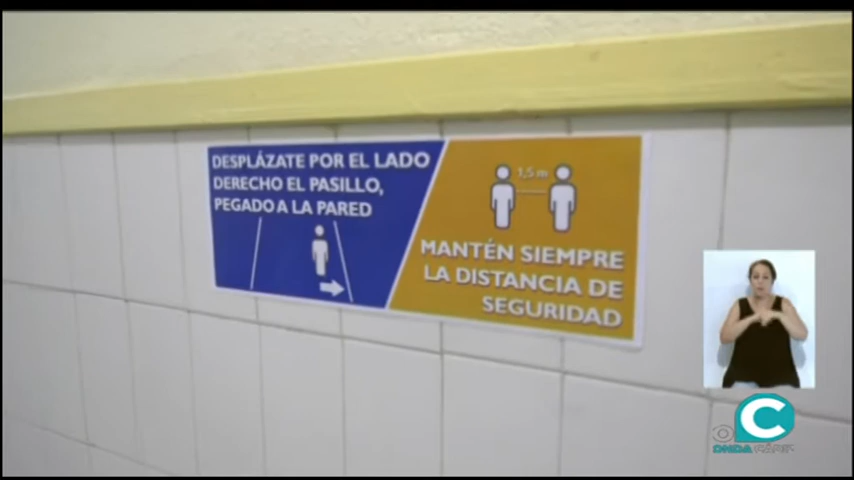 DESPLÁZATE POR EL LADO
DERECHO EL PASILLO,
PEGADO A LA PARED
1,5 m
MANTÉN SIEMPRE
LA DISTANCIA DE
SEGURIDAD
C
ONDA CÁDIZ